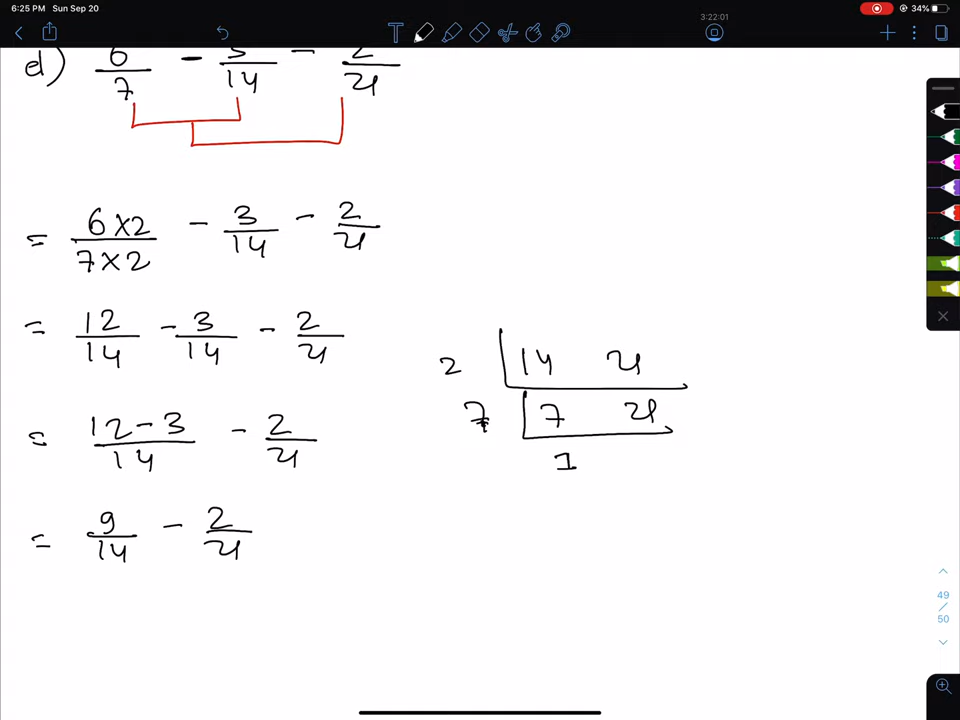 6:25 PM Sun Sep 20 3:22:01 34%
d) 6/7 - 3/14 - 2/21
= 6×2/7×2 - 3/14 - 2/21
= 12/14 - 3/14 - 2/21
= 12-3/14 - 2/21
= 9/14 - 2/21
2 14 21
7 7 21
1
49
/
50